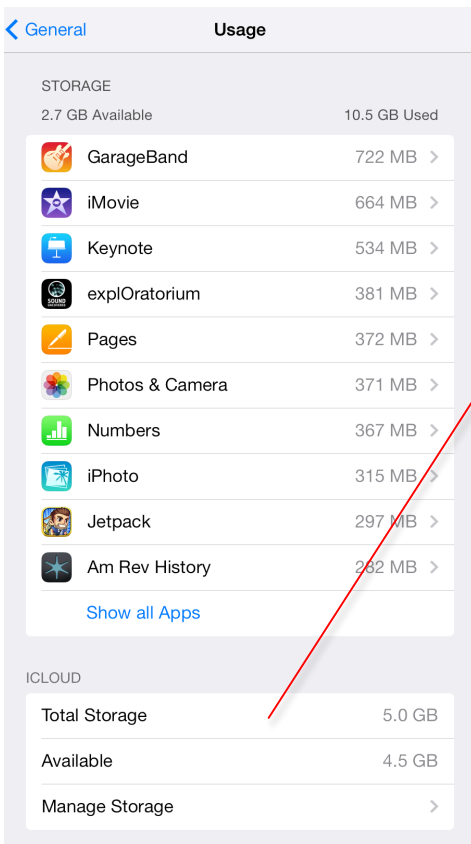 General Usage
STORAGE
2.7 GB Available 10.5 GB Used
GarageBand 722 MB
iMovie 664 MB
Keynote 534 MB
SOUND
explOratorium 381 MB
Pages 372 MB
Photos & Camera 371 MB
Numbers 367 MB
iPhoto 315 MB
Jetpack 297 MB
Am Rev History 282 MB
Show all Apps
ICLOUD
Total Storage 5.0 GB
Available 4.5 GB
Manage Storage